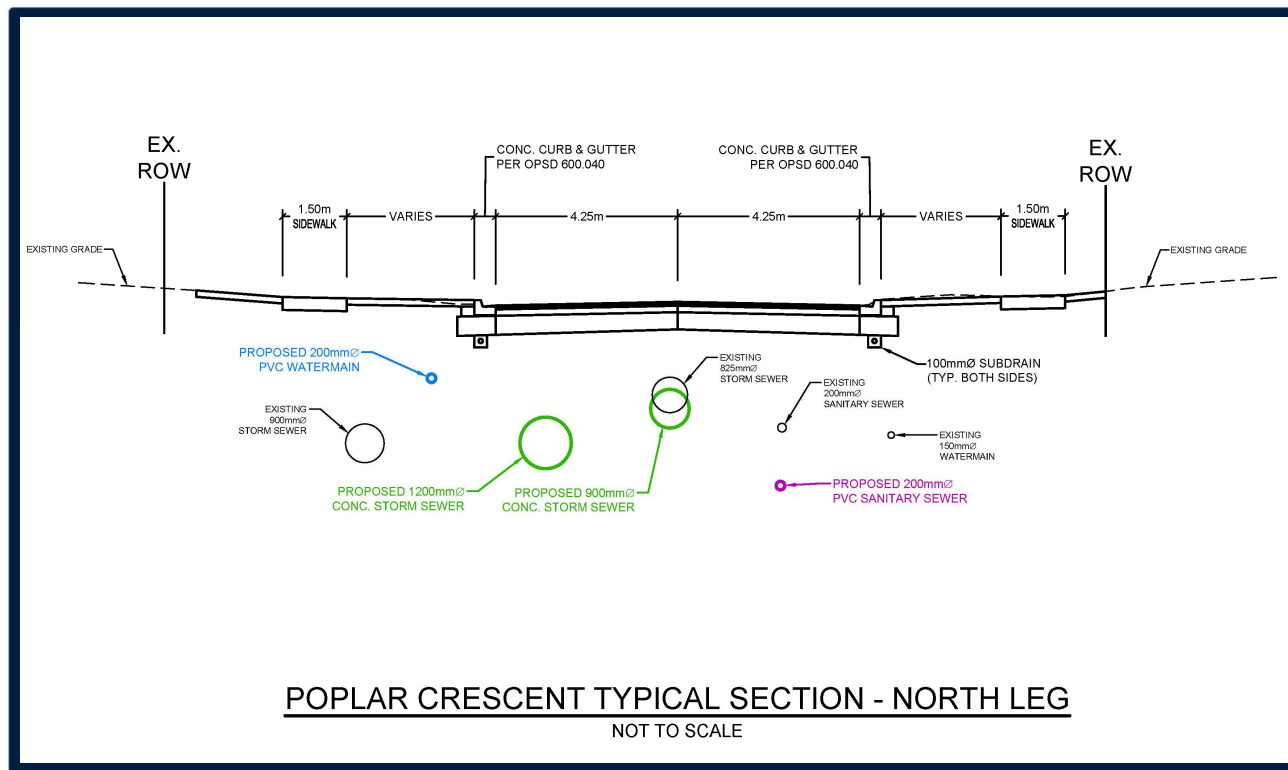 EX.
ROW
CONC. CURB & GUTTER
PER OPSD 600.040
CONC. CURB & GUTTER
PER OPSD 600.040
EX.
ROW
1.50m
SIDEWALK
VARIES
4.25m
4.25m
VARIES
1.50m
SIDEWALK
EXISTING GRADE
EXISTING GRADE
PROPOSED 200mmØ
PVC WATERMAIN
EXISTING
825mmØ
STORM SEWER
100mmØ SUBDRAIN
(TYP. BOTH SIDES)
EXISTING
200mmØ
SANITARY SEWER
EXISTING
900mmØ
STORM SEWER
EXISTING
150mmØ
WATERMAIN
PROPOSED 1200mmØ
CONC. STORM SEWER
PROPOSED 900mmØ
CONC. STORM SEWER
PROPOSED 200mmØ
PVC SANITARY SEWER
POPLAR CRESCENT TYPICAL SECTION - NORTH LEG
NOT TO SCALE